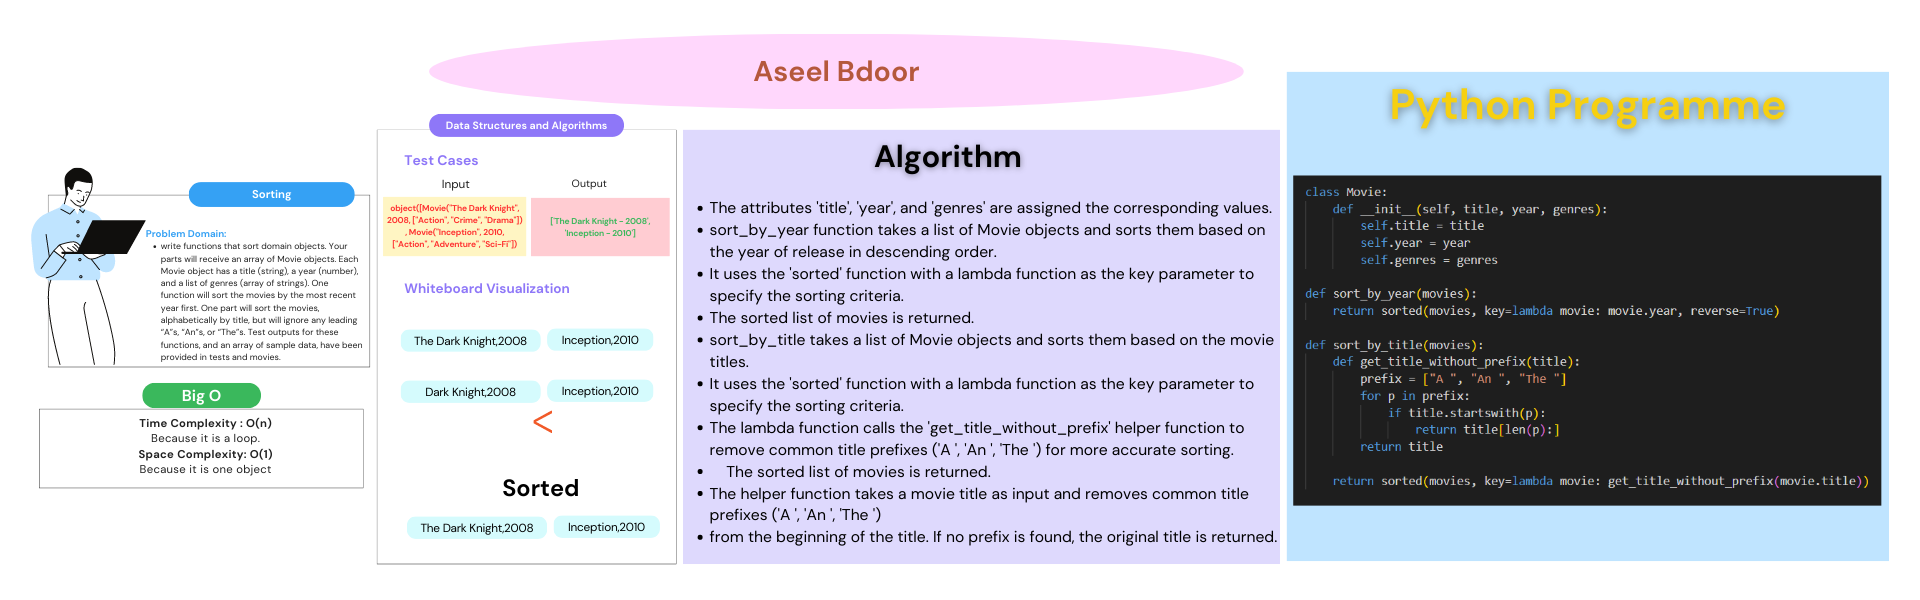 Aseel Bdoor
Sorting
Problem Domain:
• write functions that sort domain objects. Your
parts will receive an array of Movie objects. Each
Movie object has a title (string), a year (number),
and a list of genres (array of strings). One
function will sort the movies by the most recent
year first. One part will sort the movies,
alphabetically by title, but will ignore any leading
“A”s, “An”s, or “The”s. Test outputs for these
functions, and an array of sample data, have been
provided in tests and movies.
Big O
Time Complexity : O(n)
Because it is a loop.
Space Complexity: O(1)
Because it is one object
Data Structures and Algorithms
Test Cases
Input
Output
object([Movie("The Dark Knight",
2008, ["Action", "Crime", "Drama"])
, Movie("Inception", 2010,
["Action", "Adventure", "Sci-Fi"])
['The Dark Knight - 2008',
'Inception - 2010']
Whiteboard Visualization
The Dark Knight,2008 Inception,2010
Dark Knight,2008 Inception,2010
<
Sorted
The Dark Knight,2008 Inception,2010
Algorithm
• The attributes 'title', 'year', and 'genres' are assigned the corresponding values.
• sort_by_year function takes a list of Movie objects and sorts them based on
the year of release in descending order.
• It uses the 'sorted' function with a lambda function as the key parameter to
specify the sorting criteria.
• The sorted list of movies is returned.
• sort_by_title takes a list of Movie objects and sorts them based on the movie
titles.
• It uses the 'sorted' function with a lambda function as the key parameter to
specify the sorting criteria.
• The lambda function calls the 'get_title_without_prefix' helper function to
remove common title prefixes ('A ', 'An ', 'The ') for more accurate sorting.
• The sorted list of movies is returned.
• The helper function takes a movie title as input and removes common title
prefixes ('A ', 'An ', 'The ')
• from the beginning of the title. If no prefix is found, the original title is returned.
Python Programme
class Movie:
    def __init__(self, title, year, genres):
        self.title = title
        self.year = year
        self.genres = genres
def sort_by_year(movies):
    return sorted(movies, key=lambda movie: movie.year, reverse=True)
def sort_by_title(movies):
    def get_title_without_prefix(title):
        prefix = ["A ", "An ", "The "]
        for p in prefix:
            if title.startswith(p):
                return title[len(p):]
        return title
    return sorted(movies, key=lambda movie: get_title_without_prefix(movie.title))